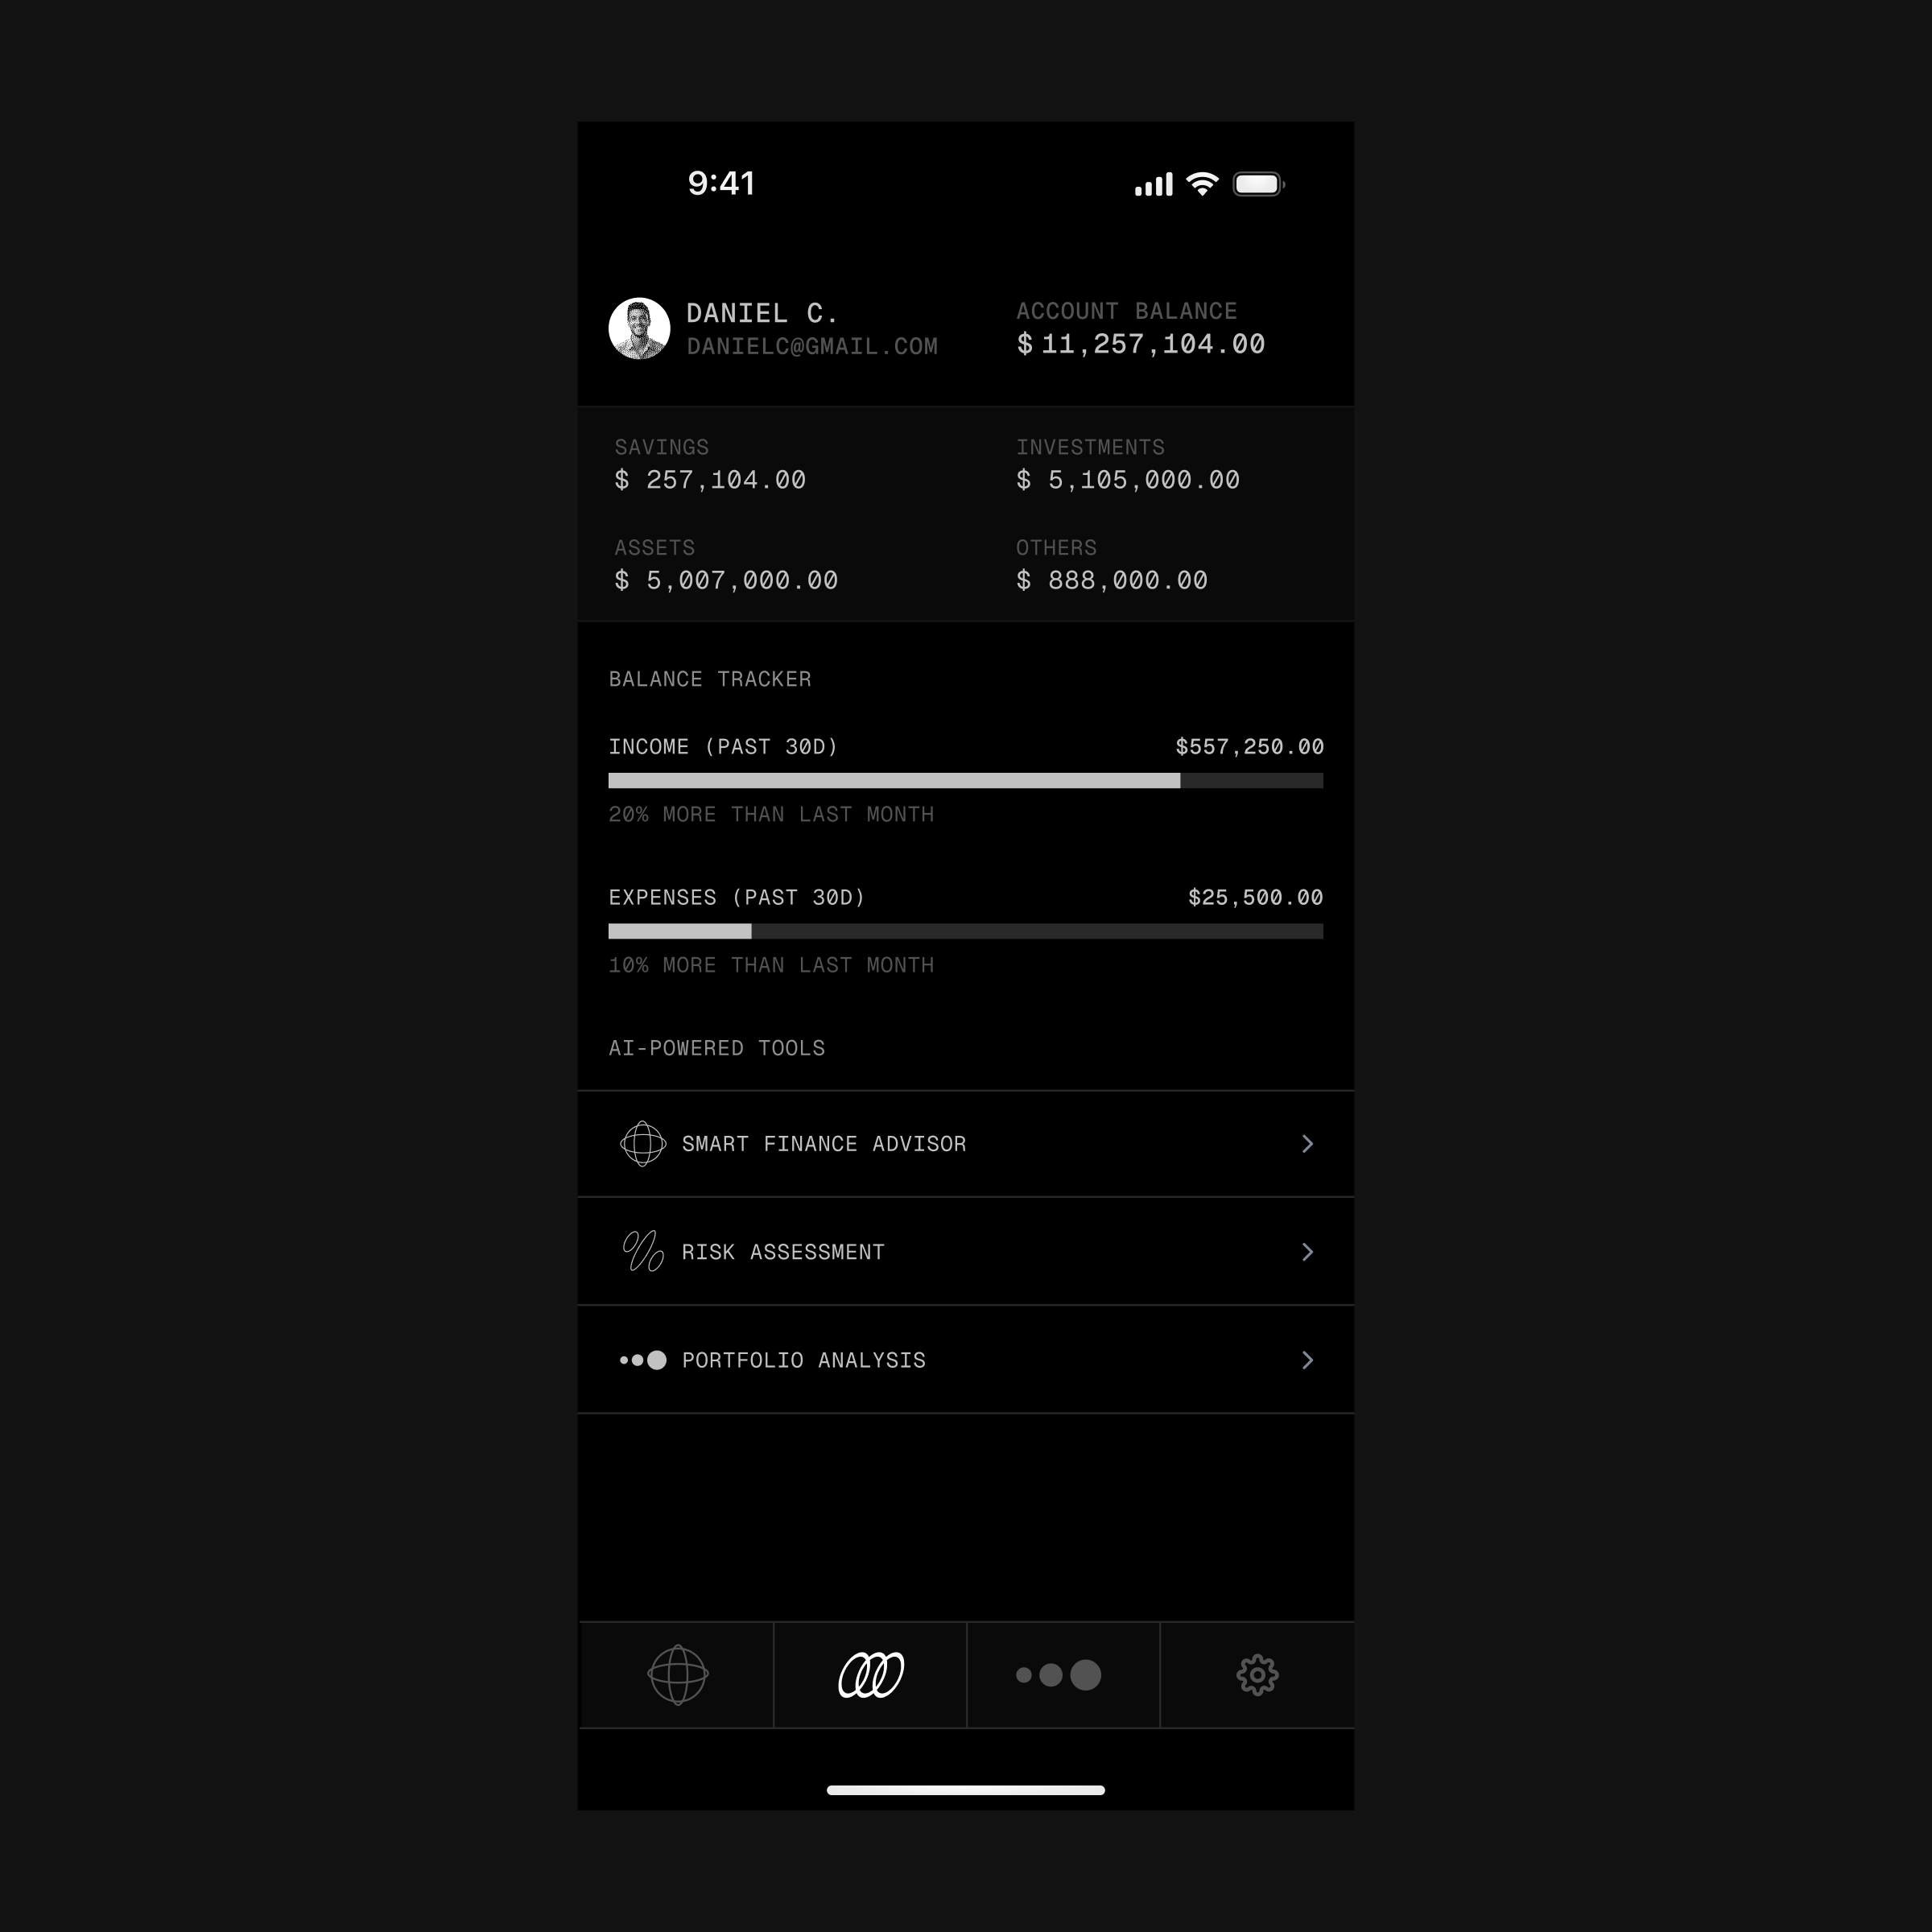 9:41
DANIEL C.
DANIELC@GMAIL.COM
ACCOUNT BALANCE
$ 11,257,104.00
SAVINGS
$ 257,104.00
INVESTMENTS
$ 5,105,000.00
ASSETS
$ 5,007,000.00
OTHERS
$ 888,000.00
BALANCE TRACKER
INCOME (PAST 30D) $557,250.00
20% MORE THAN LAST MONTH
EXPENSES (PAST 30D) $25,500.00
10% MORE THAN LAST MONTH
AI-POWERED TOOLS
SMART FINANCE ADVISOR
RISK ASSESSMENT
PORTFOLIO ANALYSIS